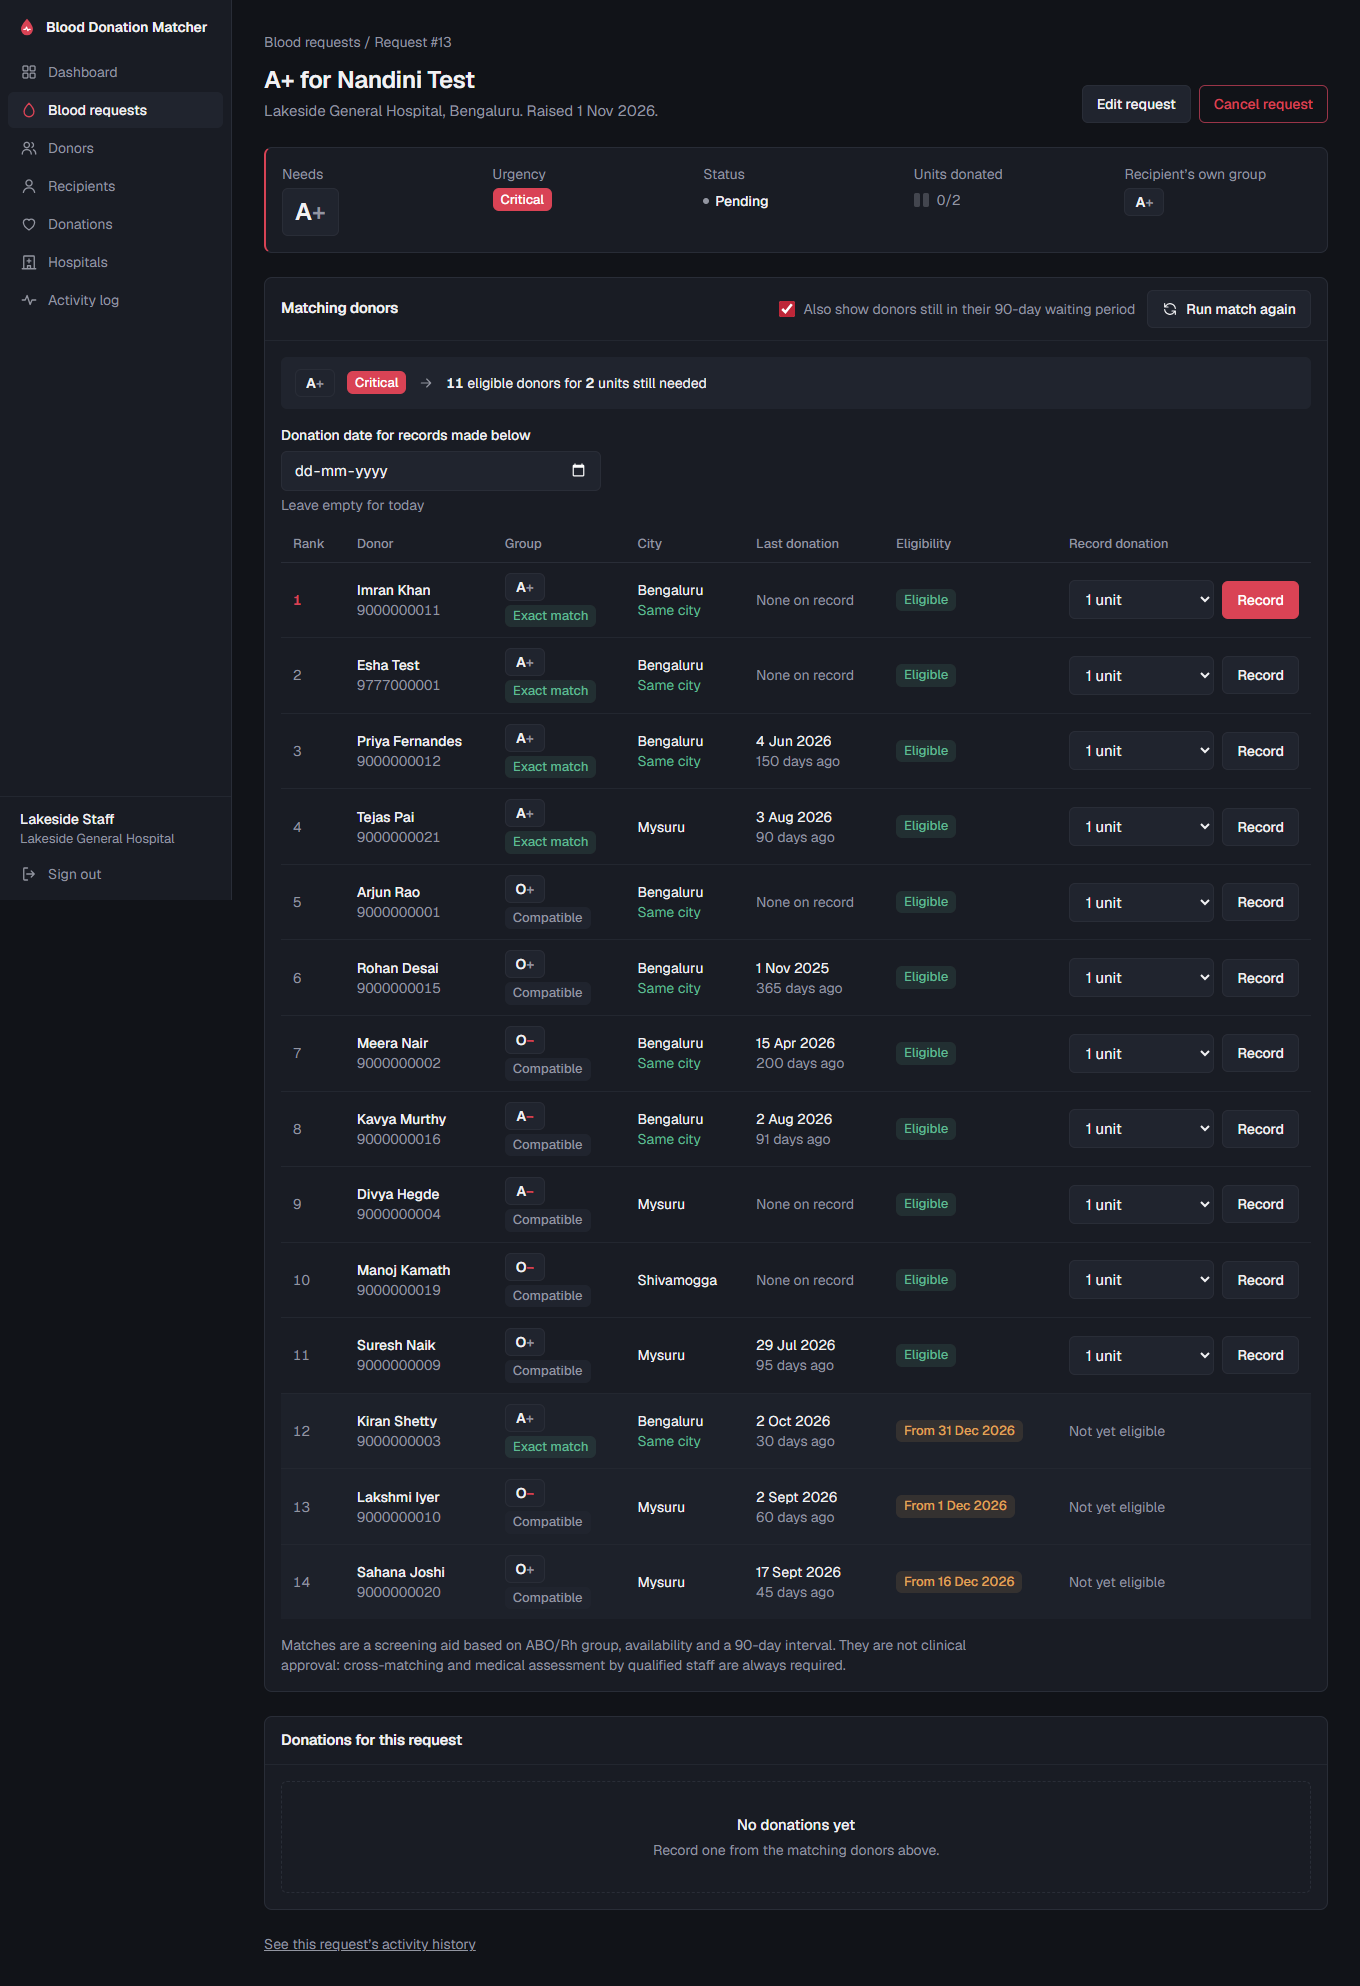 Blood Donation Matcher
Dashboard
Blood requests
Donors
Recipients
Donations
Hospitals
Activity log
Lakeside Staff
Lakeside General Hospital
Sign out
Blood requests / Request #13
A+ for Nandini Test
Lakeside General Hospital, Bengaluru. Raised 1 Nov 2026.
Edit request
Cancel request
Needs
A+
Urgency
Critical
Status
Pending
Units donated
0/2
Recipient's own group
A+
Matching donors
Also show donors still in their 90-day waiting period
Run match again
A+ Critical → 11 eligible donors for 2 units still needed
Donation date for records made below
dd-mm-yyyy
Leave empty for today
Rank Donor Group City Last donation Eligibility Record donation
1 Imran Khan 9000000011 A+ Exact match Bengaluru Same city None on record Eligible 1 unit Record
2 Esha Test 9777000001 A+ Exact match Bengaluru Same city None on record Eligible 1 unit Record
3 Priya Fernandes 9000000012 A+ Exact match Bengaluru Same city 4 Jun 2026 150 days ago Eligible 1 unit Record
4 Tejas Pai 9000000021 A+ Exact match Mysuru 3 Aug 2026 90 days ago Eligible 1 unit Record
5 Arjun Rao 9000000001 O+ Compatible Bengaluru Same city None on record Eligible 1 unit Record
6 Rohan Desai 9000000015 O+ Compatible Bengaluru Same city 1 Nov 2025 365 days ago Eligible 1 unit Record
7 Meera Nair 9000000002 O− Compatible Bengaluru Same city 15 Apr 2026 200 days ago Eligible 1 unit Record
8 Kavya Murthy 9000000016 A− Compatible Bengaluru Same city 2 Aug 2026 91 days ago Eligible 1 unit Record
9 Divya Hegde 9000000004 A− Compatible Mysuru None on record Eligible 1 unit Record
10 Manoj Kamath 9000000019 O− Compatible Shivamogga None on record Eligible 1 unit Record
11 Suresh Naik 9000000009 O+ Compatible Mysuru 29 Jul 2026 95 days ago Eligible 1 unit Record
12 Kiran Shetty 9000000003 A+ Exact match Bengaluru Same city 2 Oct 2026 30 days ago From 31 Dec 2026 Not yet eligible
13 Lakshmi Iyer 9000000010 O− Compatible Mysuru 2 Sept 2026 60 days ago From 1 Dec 2026 Not yet eligible
14 Sahana Joshi 9000000020 O+ Compatible Mysuru 17 Sept 2026 45 days ago From 16 Dec 2026 Not yet eligible
Matches are a screening aid based on ABO/Rh group, availability and a 90-day interval. They are not clinical
approval: cross-matching and medical assessment by qualified staff are always required.
Donations for this request
No donations yet
Record one from the matching donors above.
See this request's activity history